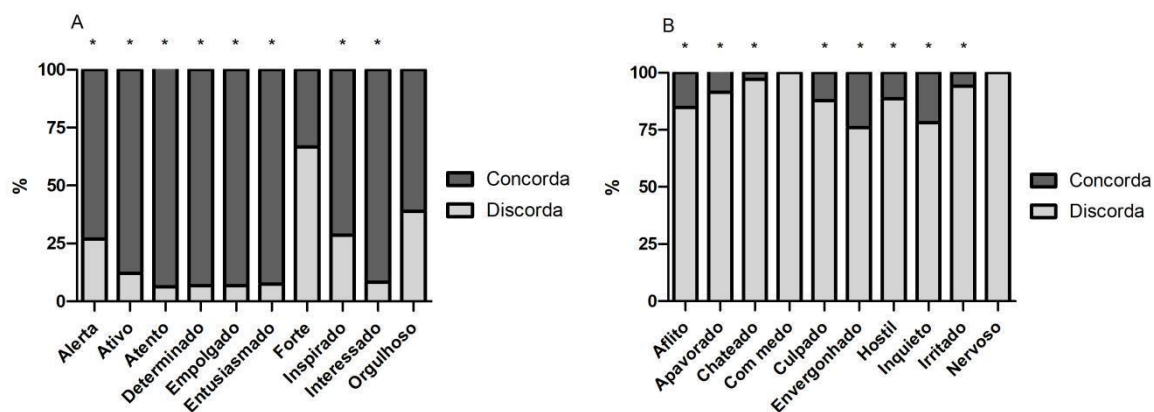 A
* * * * * * * *
100
75
50
25
0
%
Concorda
Discorda
Alerta
Ativo
Atento
Determinado
Empolgado
Entusiasmado
Forte
Inspirado
Interessado
Orgulhoso
B
* * * * * * * *
100
75
50
25
0
%
Concorda
Discorda
Aflito
Apavorado
Chateado
Com medo
Culpado
Envergonhado
Hostil
Inquieto
Irritado
Nervoso